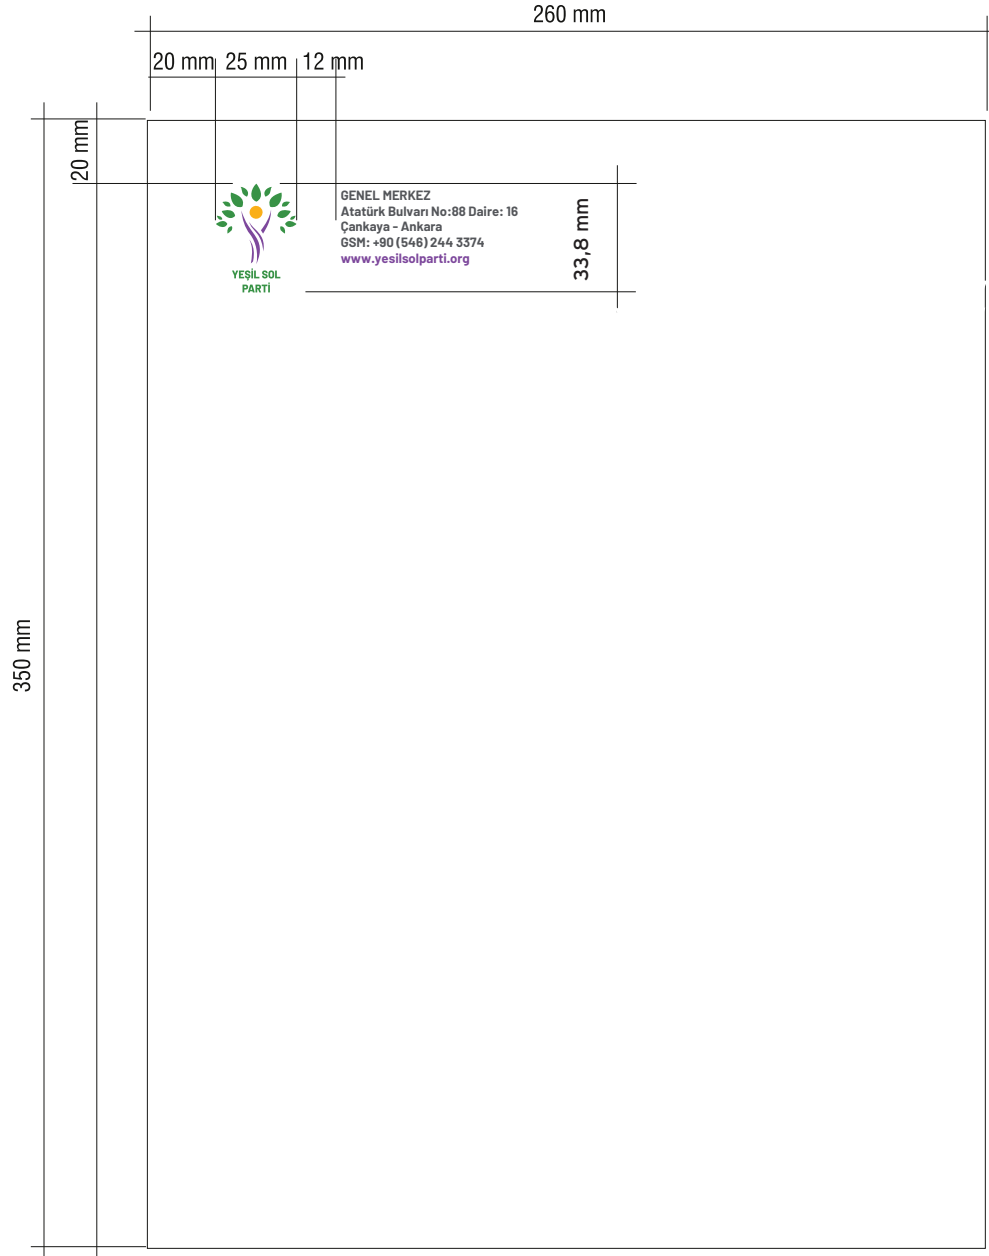 260 mm
20 mm 25 mm 12 mm
20 mm
GENEL MERKEZ
Atatürk Bulvarı No:88 Daire: 16
Çankaya - Ankara
GSM: +90 (546) 244 3374
www.yesilsolparti.org
YEŞİL SOL
PARTİ
33,8 mm
350 mm